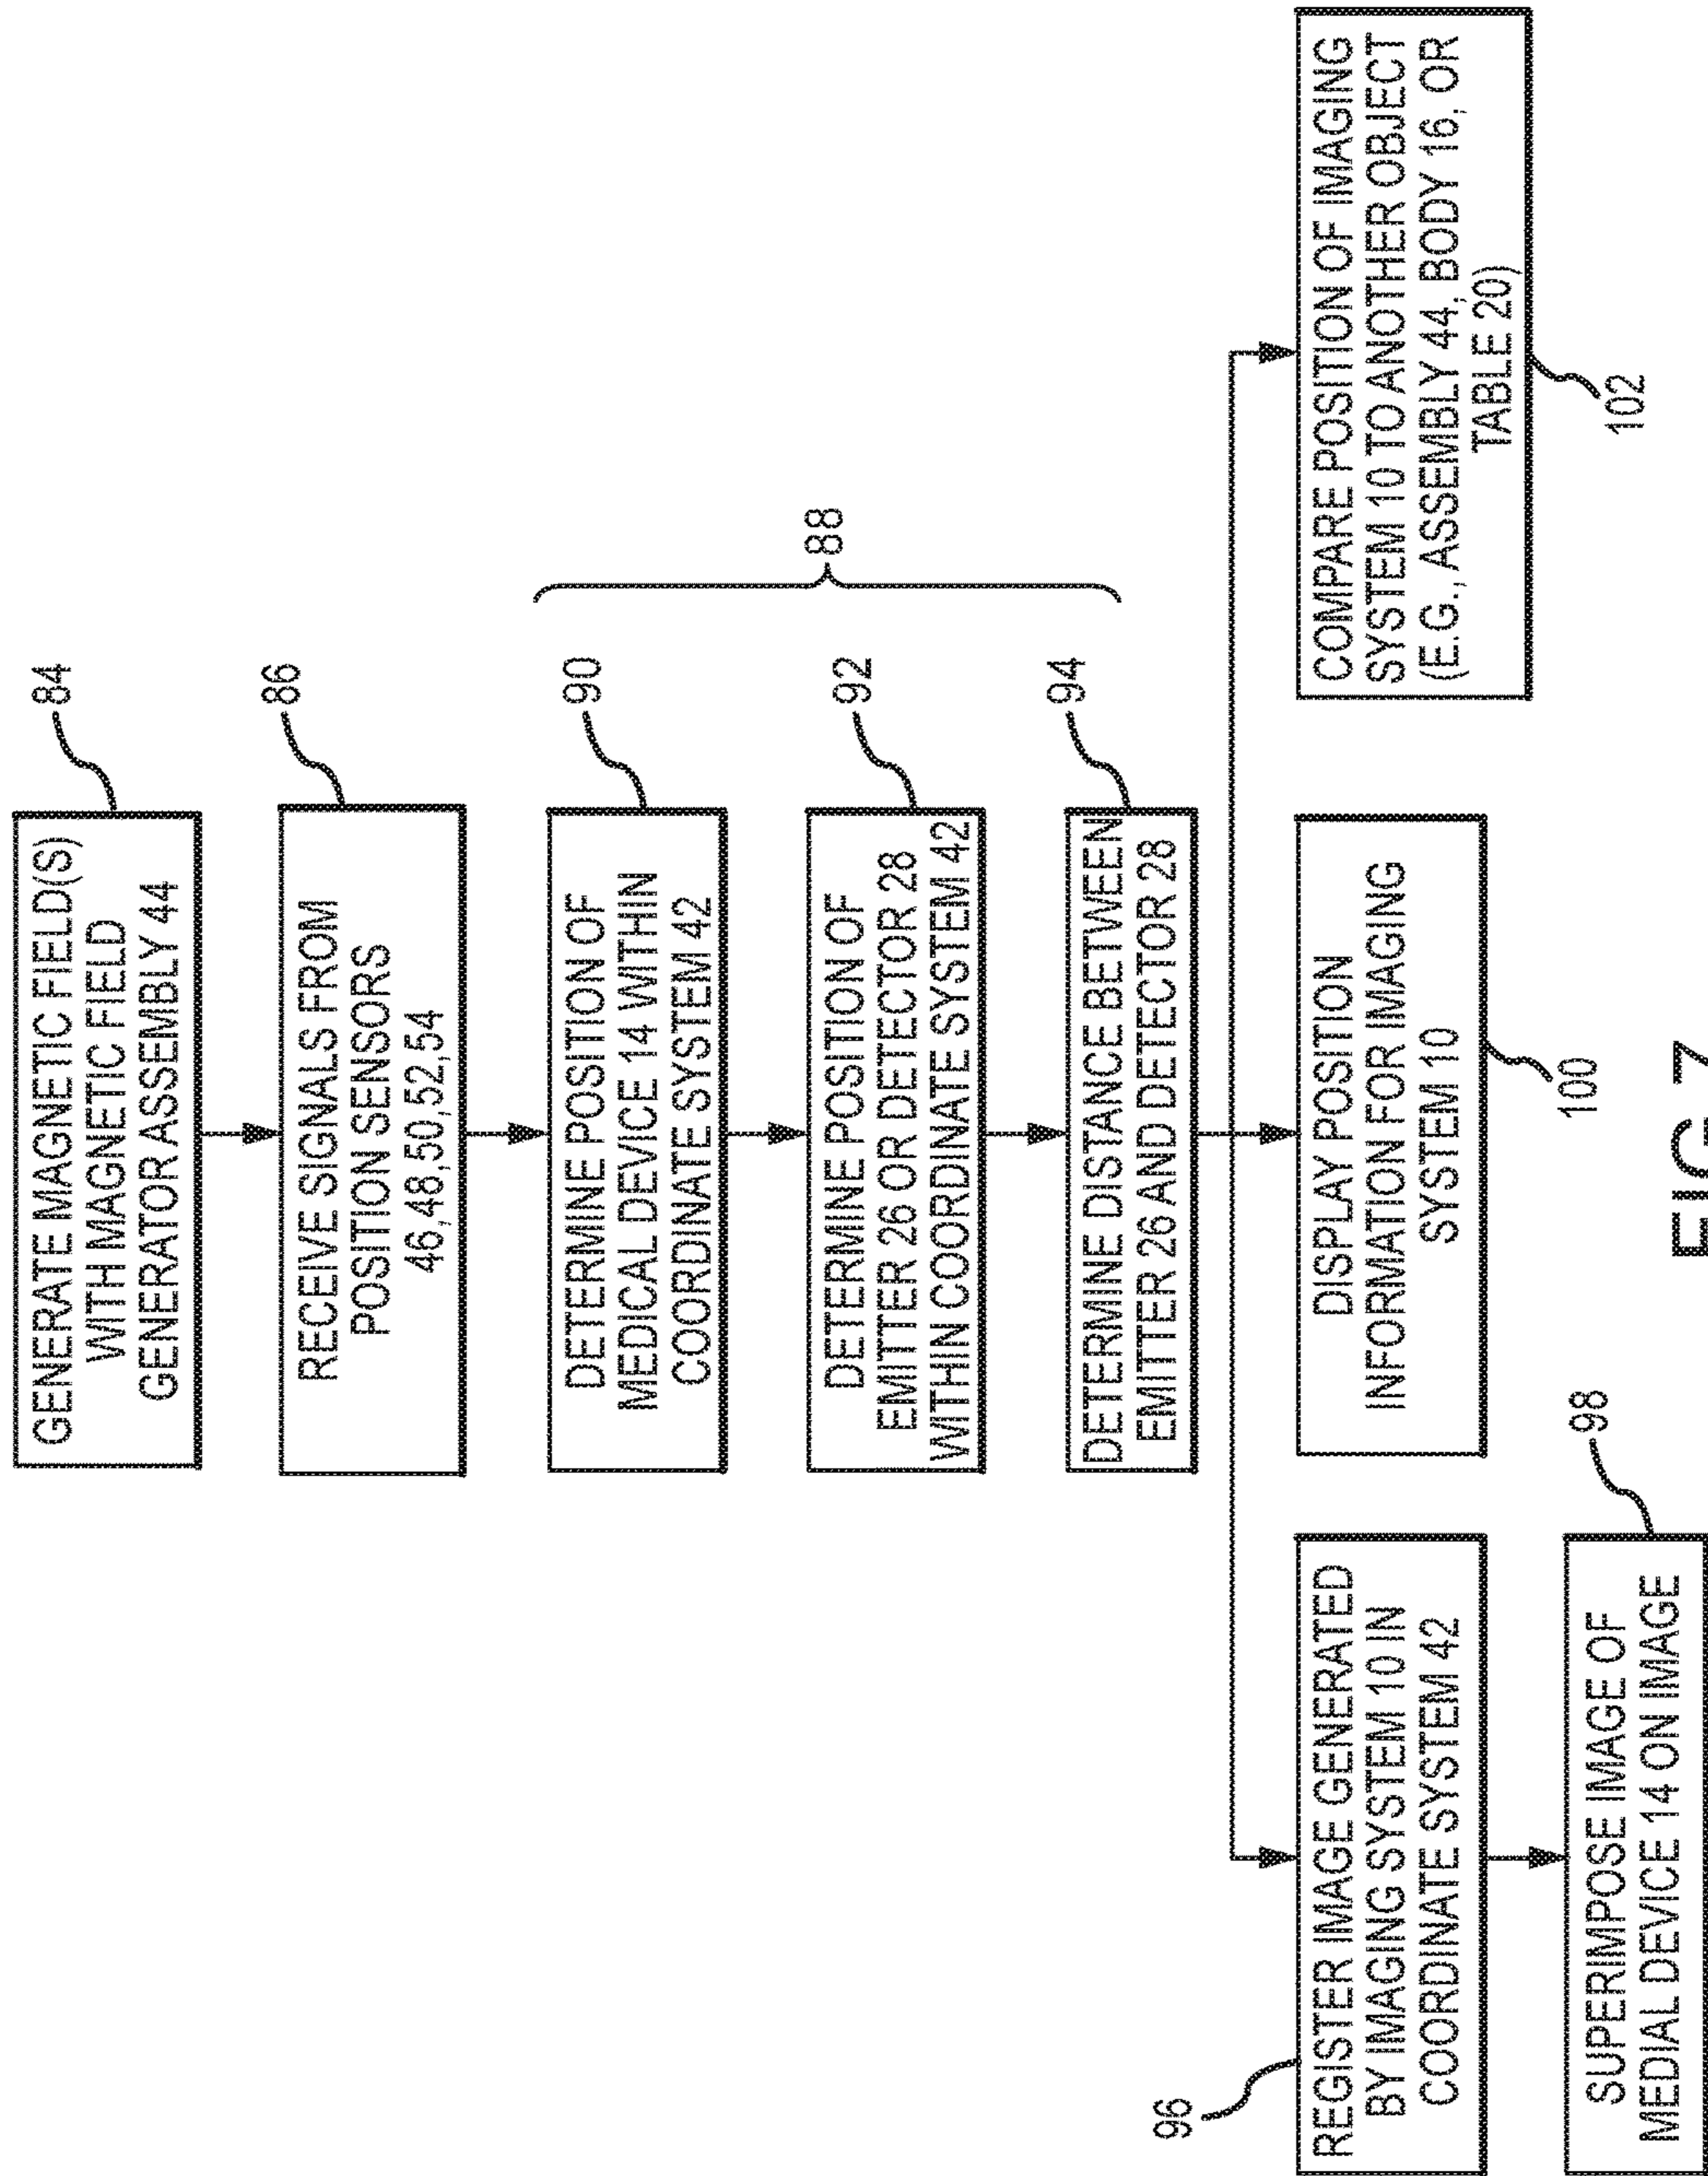 GENERATE MAGNETIC FIELD(S)
WITH MAGNETIC FIELD
GENERATOR ASSEMBLY 44
84
RECEIVE SIGNALS FROM
POSITION SENSORS
46,48,50,52,54
86
88
DETERMINE POSITION OF
MEDICAL DEVICE 14 WITHIN
COORDINATE SYSTEM 42
90
DETERMINE POSITION OF
EMITTER 26 OR DETECTOR 28
WITHIN COORDINATE SYSTEM 42
92
DETERMINE DISTANCE BETWEEN
EMITTER 26 AND DETECTOR 28
94
96
REGISTER IMAGE GENERATED
BY IMAGING SYSTEM 10 IN
COORDINATE SYSTEM 42
SUPERIMPOSE IMAGE OF
MEDIAL DEVICE 14 ON IMAGE
98
DISPLAY POSITION
INFORMATION FOR IMAGING
SYSTEM 10
100
COMPARE POSITION OF IMAGING
SYSTEM 10 TO ANOTHER OBJECT
(E.G., ASSEMBLY 44, BODY 16, OR
TABLE 20)
102
FIG. 7